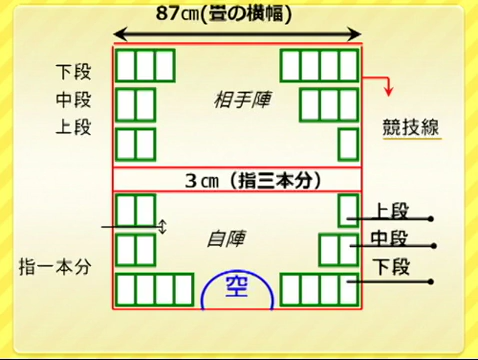 87㎝(畳の横幅)
下段
中段
上段
相手陣
競技線
3㎝（指三本分）
自陣
上段
中段
下段
指一本分
空